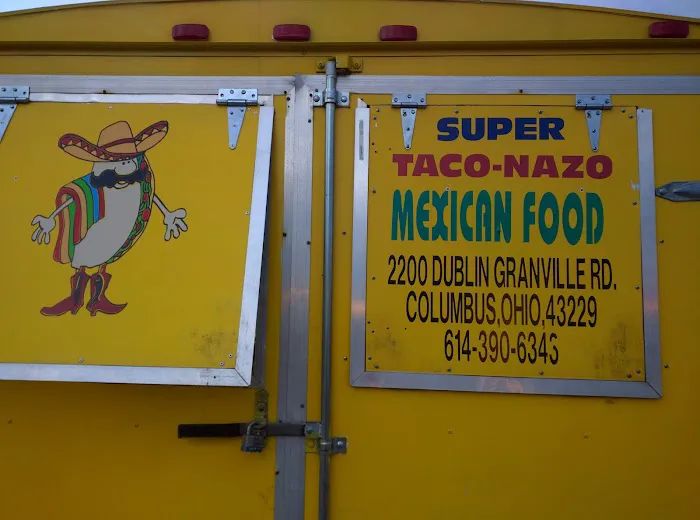 SUPER
TACO-NAZO
MEXICAN FOOD
2200 DUBLIN GRANVILLE RD.
COLUMBUS,OHIO,43229
614-390-6343